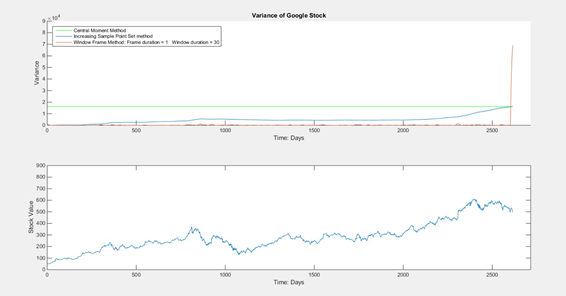 Variance of Google Stock
×10⁴
9
8
7
6
5
4
3
2
1
0
Variance
Central Moment Method
Increasing Sample Point Set method
Window Frame Method: Frame duration = 1 Window duration = 30
0 500 1000 1500 2000 2500
Time: Days
900
800
700
600
500
400
300
200
100
0
Stock Value
0 500 1000 1500 2000 2500
Time: Days